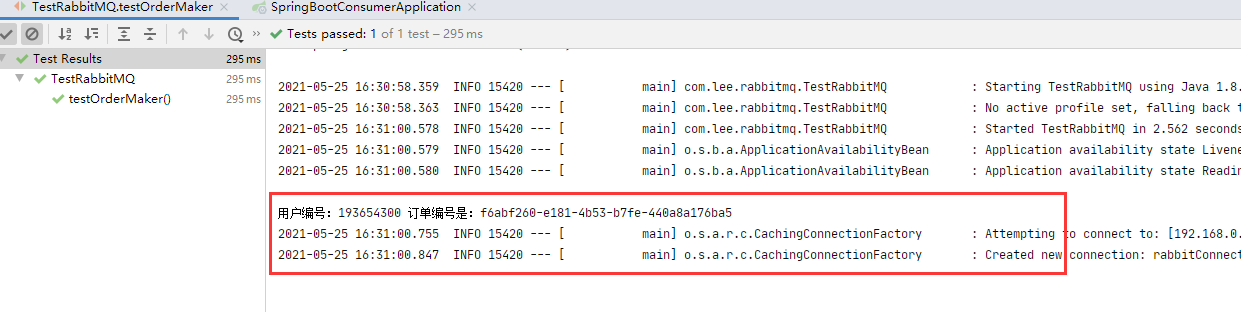 TestRabbitMQ.testOrderMaker × SpringBootConsumerApplication ×
» Tests passed: 1 of 1 test – 295 ms
Test Results 295 ms
TestRabbitMQ 295 ms
testOrderMaker() 295 ms
2021-05-25 16:30:58.359 INFO 15420 --- [ main] com.lee.rabbitmq.TestRabbitMQ : Starting TestRabbitMQ using Java 1.8.
2021-05-25 16:30:58.363 INFO 15420 --- [ main] com.lee.rabbitmq.TestRabbitMQ : No active profile set, falling back t
2021-05-25 16:31:00.578 INFO 15420 --- [ main] com.lee.rabbitmq.TestRabbitMQ : Started TestRabbitMQ in 2.562 seconds
2021-05-25 16:31:00.579 INFO 15420 --- [ main] o.s.b.a.ApplicationAvailabilityBean : Application availability state Livene
2021-05-25 16:31:00.580 INFO 15420 --- [ main] o.s.b.a.ApplicationAvailabilityBean : Application availability state Readin
用户编号：193654300 订单编号是：f6abf260-e181-4b53-b7fe-440a8a176ba5
2021-05-25 16:31:00.755 INFO 15420 --- [ main] o.s.a.r.c.CachingConnectionFactory : Attempting to connect to: [192.168.0.
2021-05-25 16:31:00.847 INFO 15420 --- [ main] o.s.a.r.c.CachingConnectionFactory : Created new connection: rabbitConnect